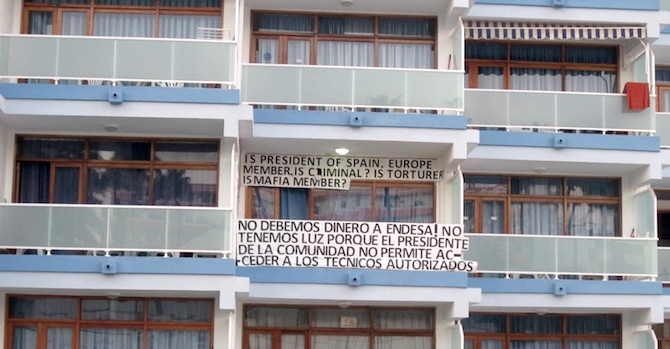 IS PRESIDENT OF SPAIN, EUROPE
MEMBER, IS CRIMINAL? IS TORTURER
IS MAFIA MEMBER?
NO DEBEMOS DINERO A ENDESA! NO
TENEMOS LUZ PORQUE EL PRESIDENTE
DE LA COMUNIDAD NO PERMITE AC-
-CEDER A LOS TECNICOS AUTORIZADOS